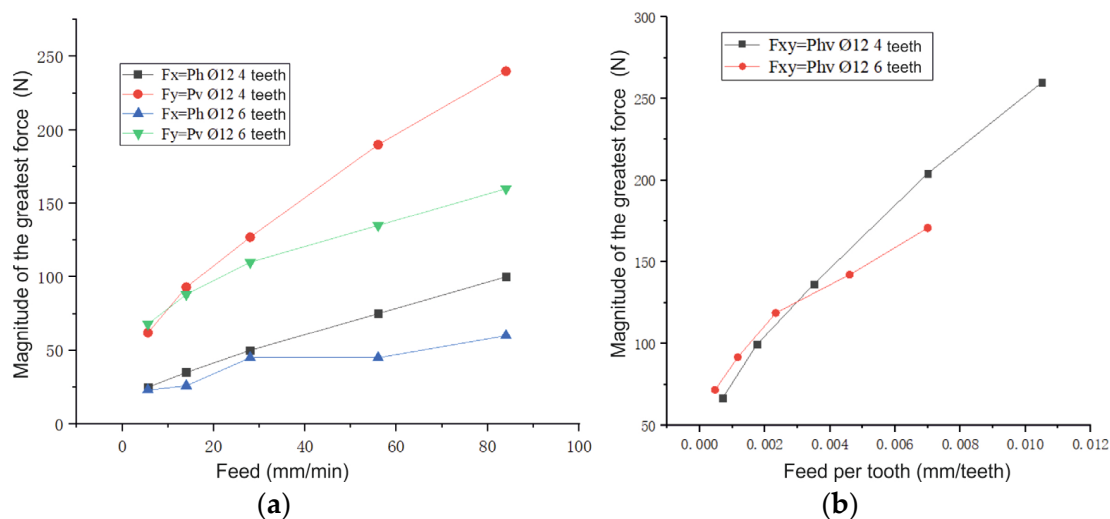 Magnitude of the greatest force (N)
250
200
150
100
50
0
Fx=Ph Ø12 4 teeth
Fy=Pv Ø12 4 teeth
Fx=Ph Ø12 6 teeth
Fy=Pv Ø12 6 teeth
0 20 40 60 80 100
Feed (mm/min)
(a)
Magnitude of the greatest force (N)
300
250
200
150
100
50
Fxy=Phv Ø12 4 teeth
Fxy=Phv Ø12 6 teeth
0.000 0.002 0.004 0.006 0.008 0.010 0.012
Feed per tooth (mm/teeth)
(b)